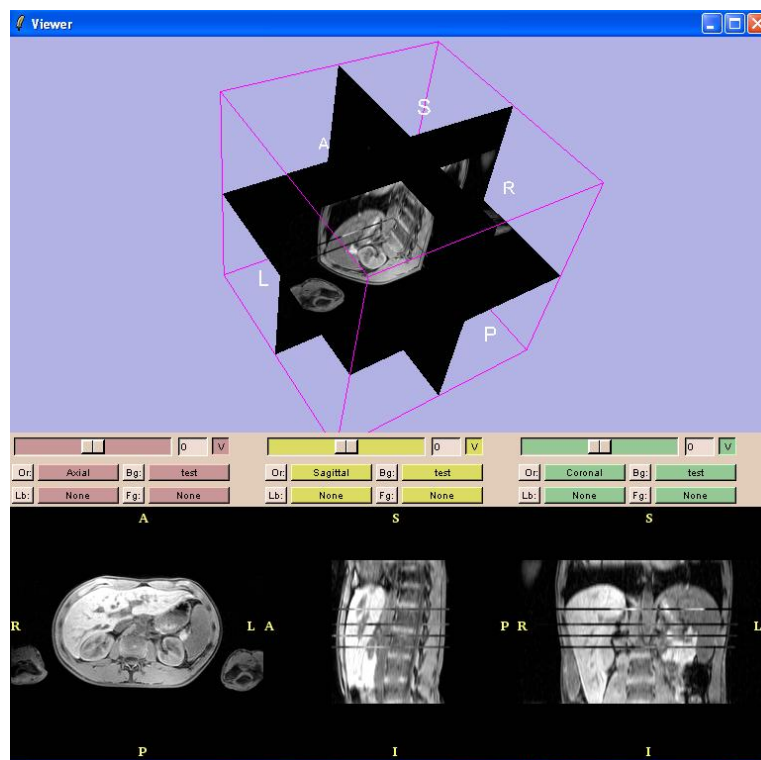 Viewer
S
A
R
L
P
0 V 0 V 0 V
Or: Axial Bg: test Or: Sagittal Bg: test Or: Coronal Bg: test
Lb: None Fg: None Lb: None Fg: None Lb: None Fg: None
A S S
R L A P R L
P I I